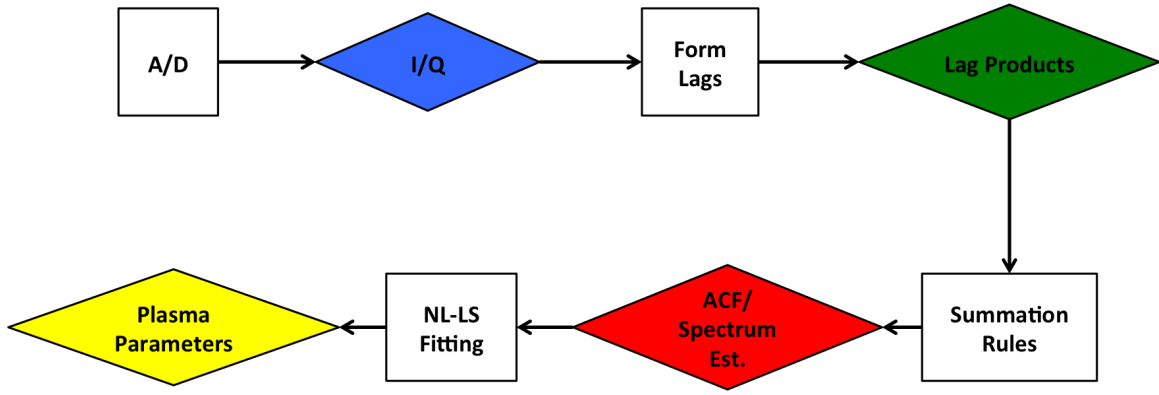 A/D
I/Q
Form
Lags
Lag Products
Summation
Rules
ACF/
Spectrum
Est.
NL-LS
Fitting
Plasma
Parameters